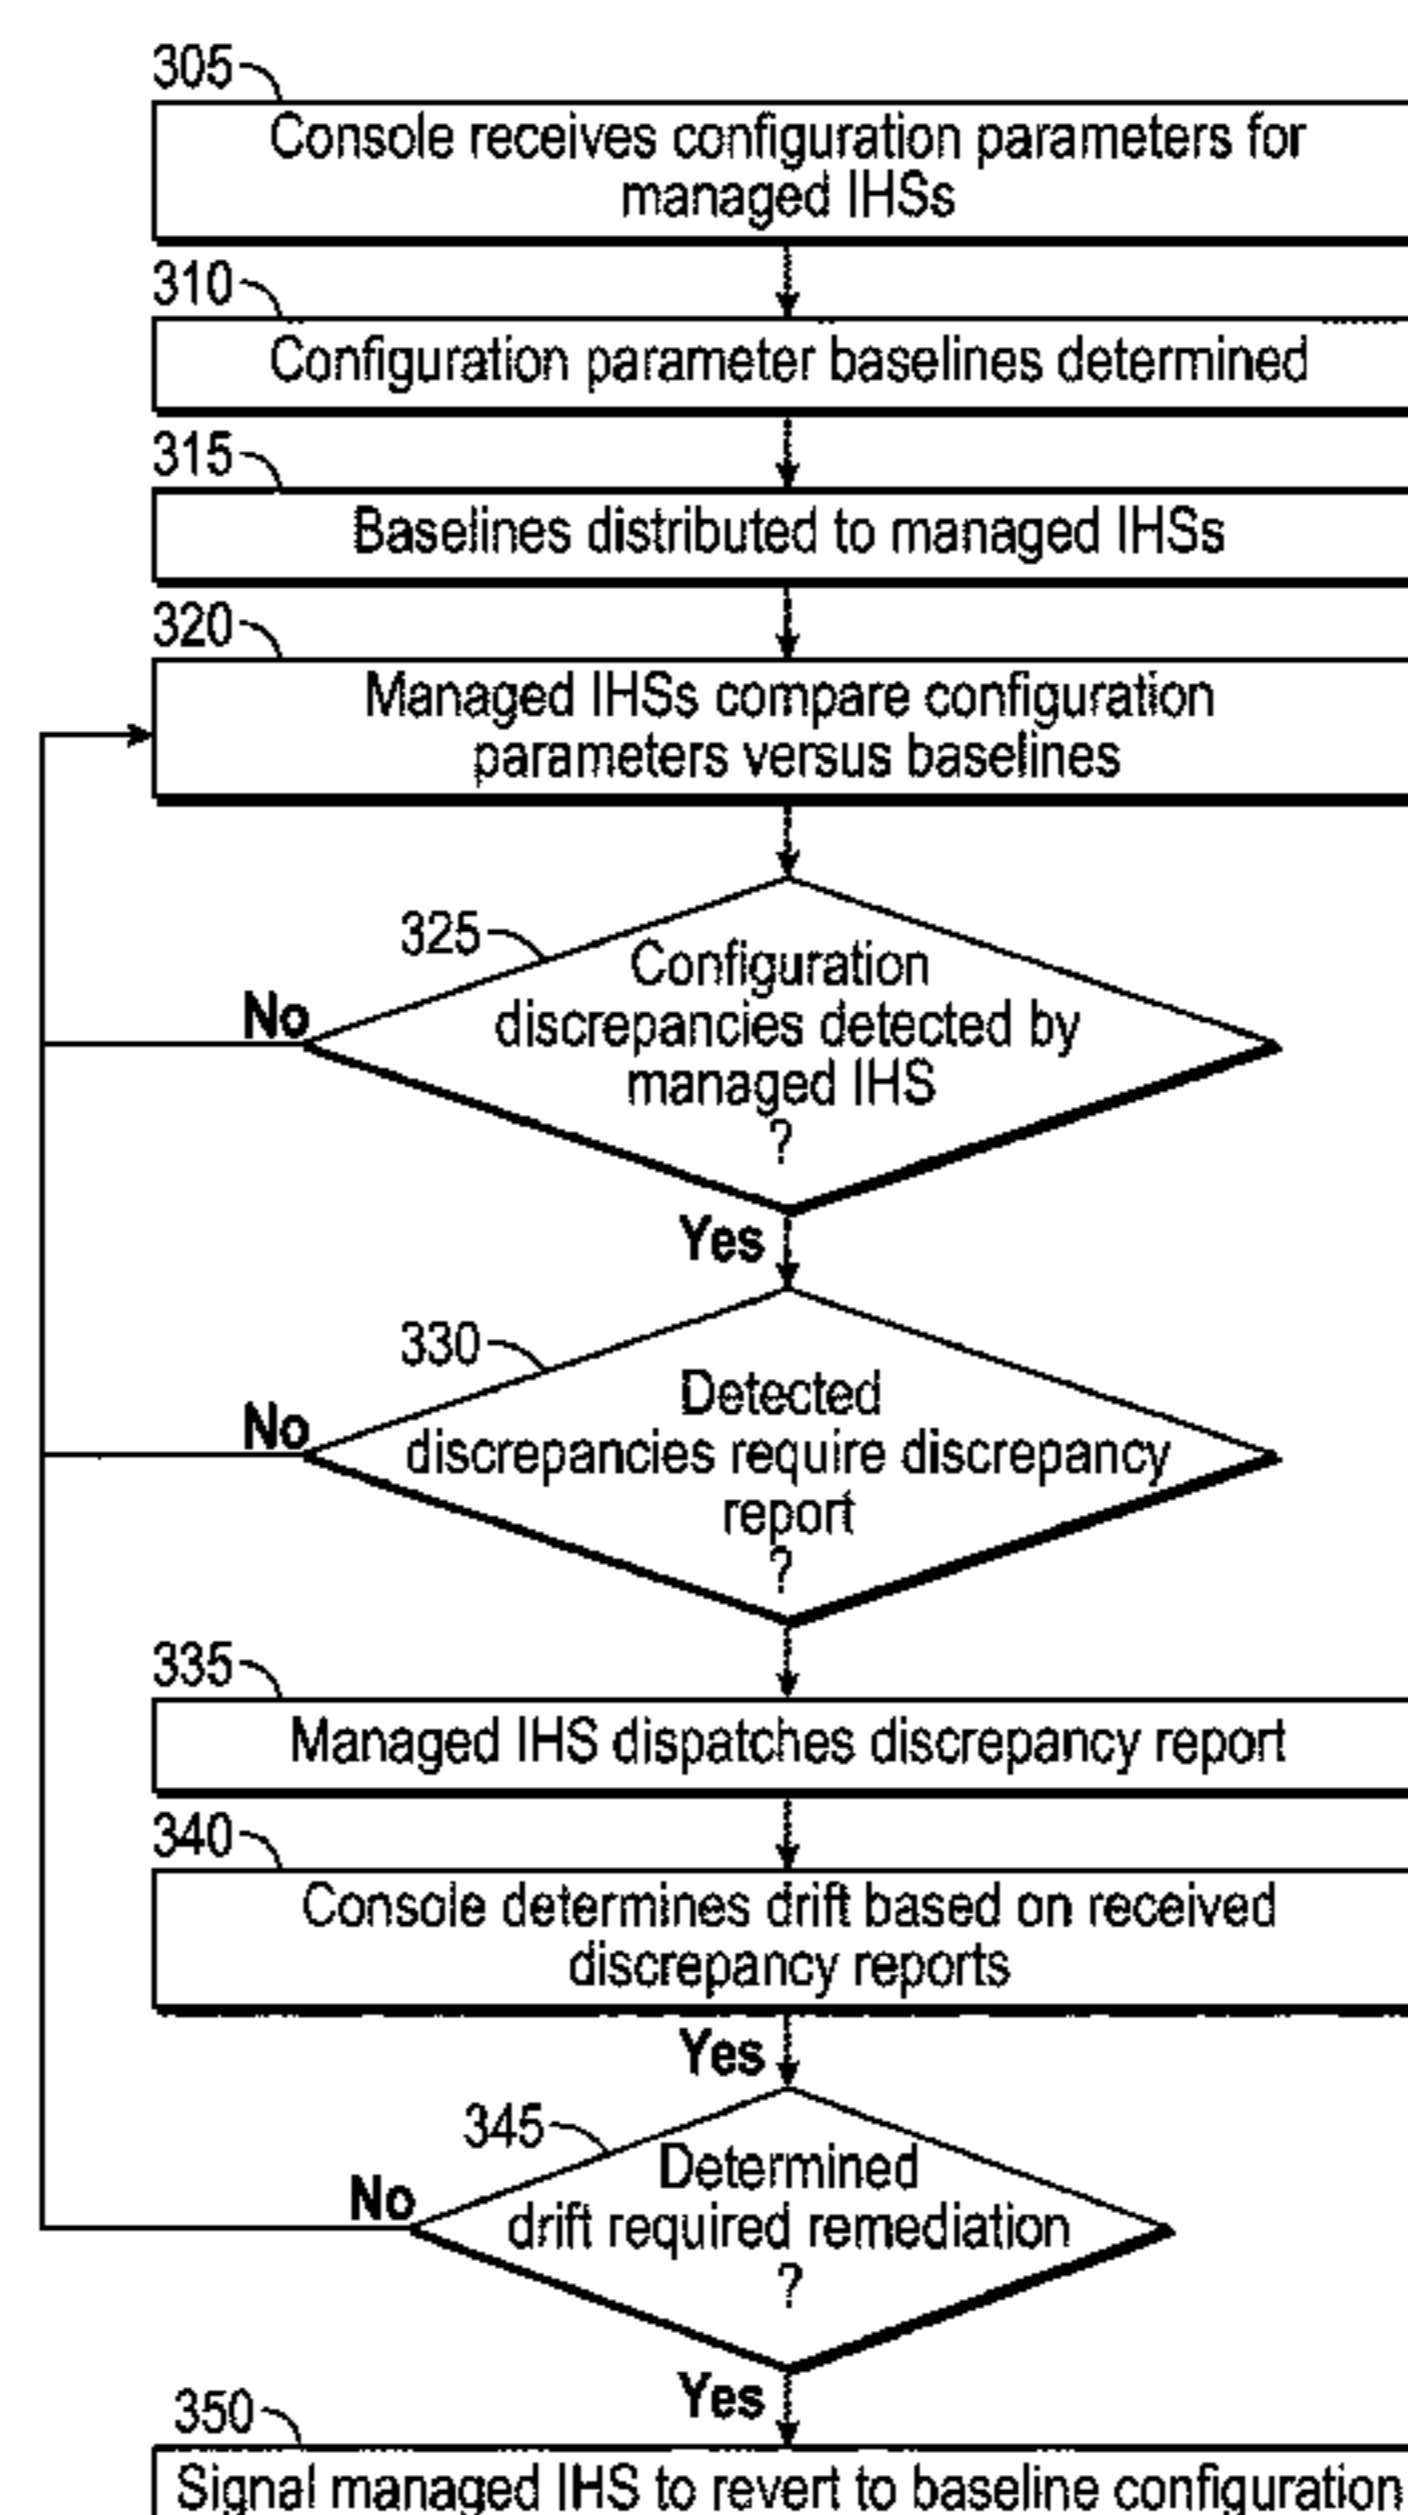 305
Console receives configuration parameters for
managed IHSs
310
Configuration parameter baselines determined
315
Baselines distributed to managed IHSs
320
Managed IHSs compare configuration
parameters versus baselines
325
Configuration
discrepancies detected by
managed IHS
?
No
Yes
330
Detected
discrepancies require discrepancy
report
?
No
335
Managed IHS dispatches discrepancy report
340
Console determines drift based on received
discrepancy reports
Yes
345
Determined
drift required remediation
?
No
Yes
350
Signal managed IHS to revert to baseline configuration